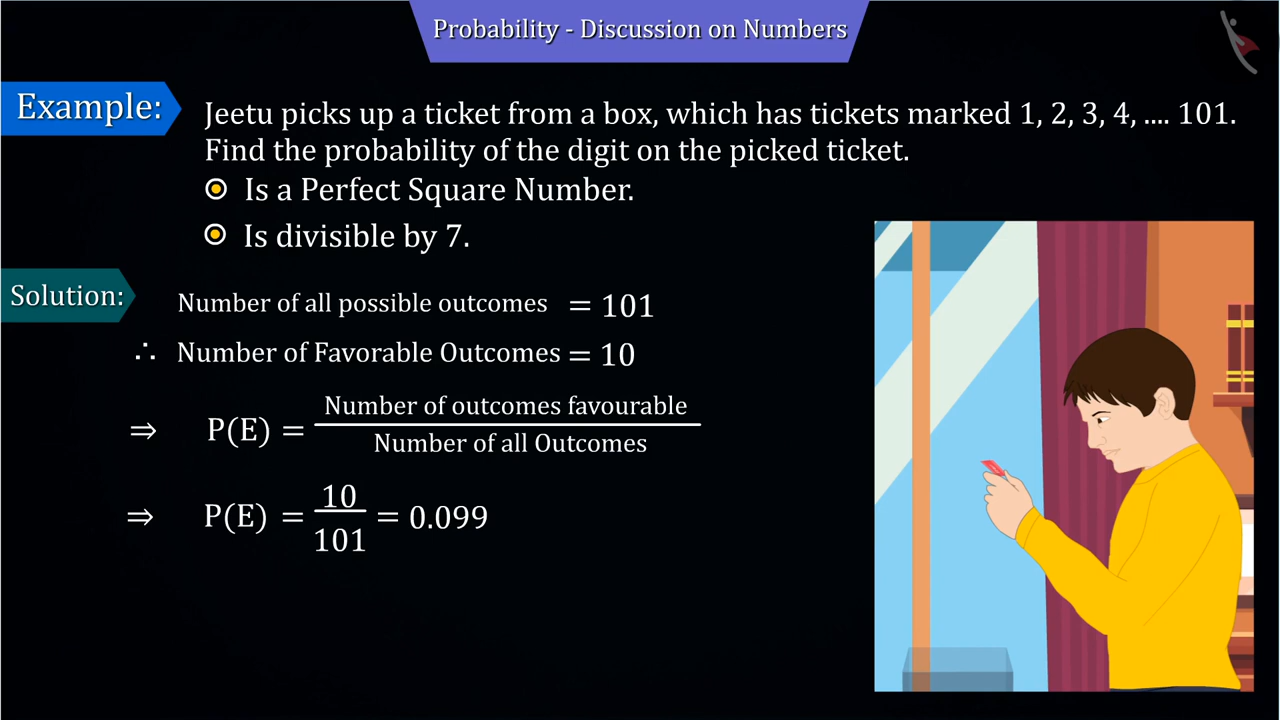 Probability - Discussion on Numbers
Example:
Jeetu picks up a ticket from a box, which has tickets marked 1, 2, 3, 4, .... 101.
Find the probability of the digit on the picked ticket.
Is a Perfect Square Number.
Is divisible by 7.
Solution:
Number of all possible outcomes = 101
∴ Number of Favorable Outcomes = 10
⇒ P(E) = Number of outcomes favourable
Number of all Outcomes
⇒ P(E) = 10/101 = 0.099